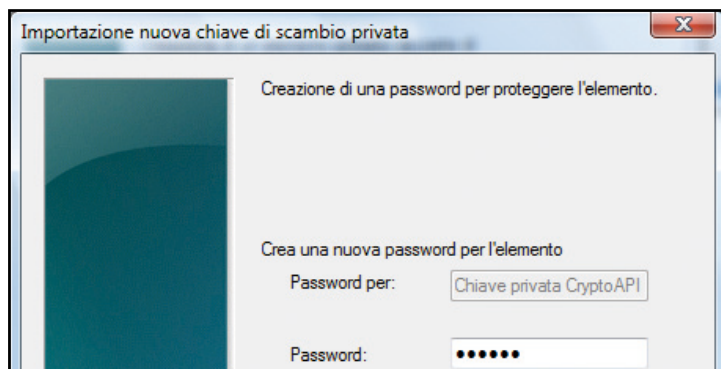 Importazione nuova chiave di scambio privata
Creazione di una password per proteggere l'elemento.
Crea una nuova password per l'elemento
Password per:
Chiave privata CryptoAPI
Password:
●●●●●●